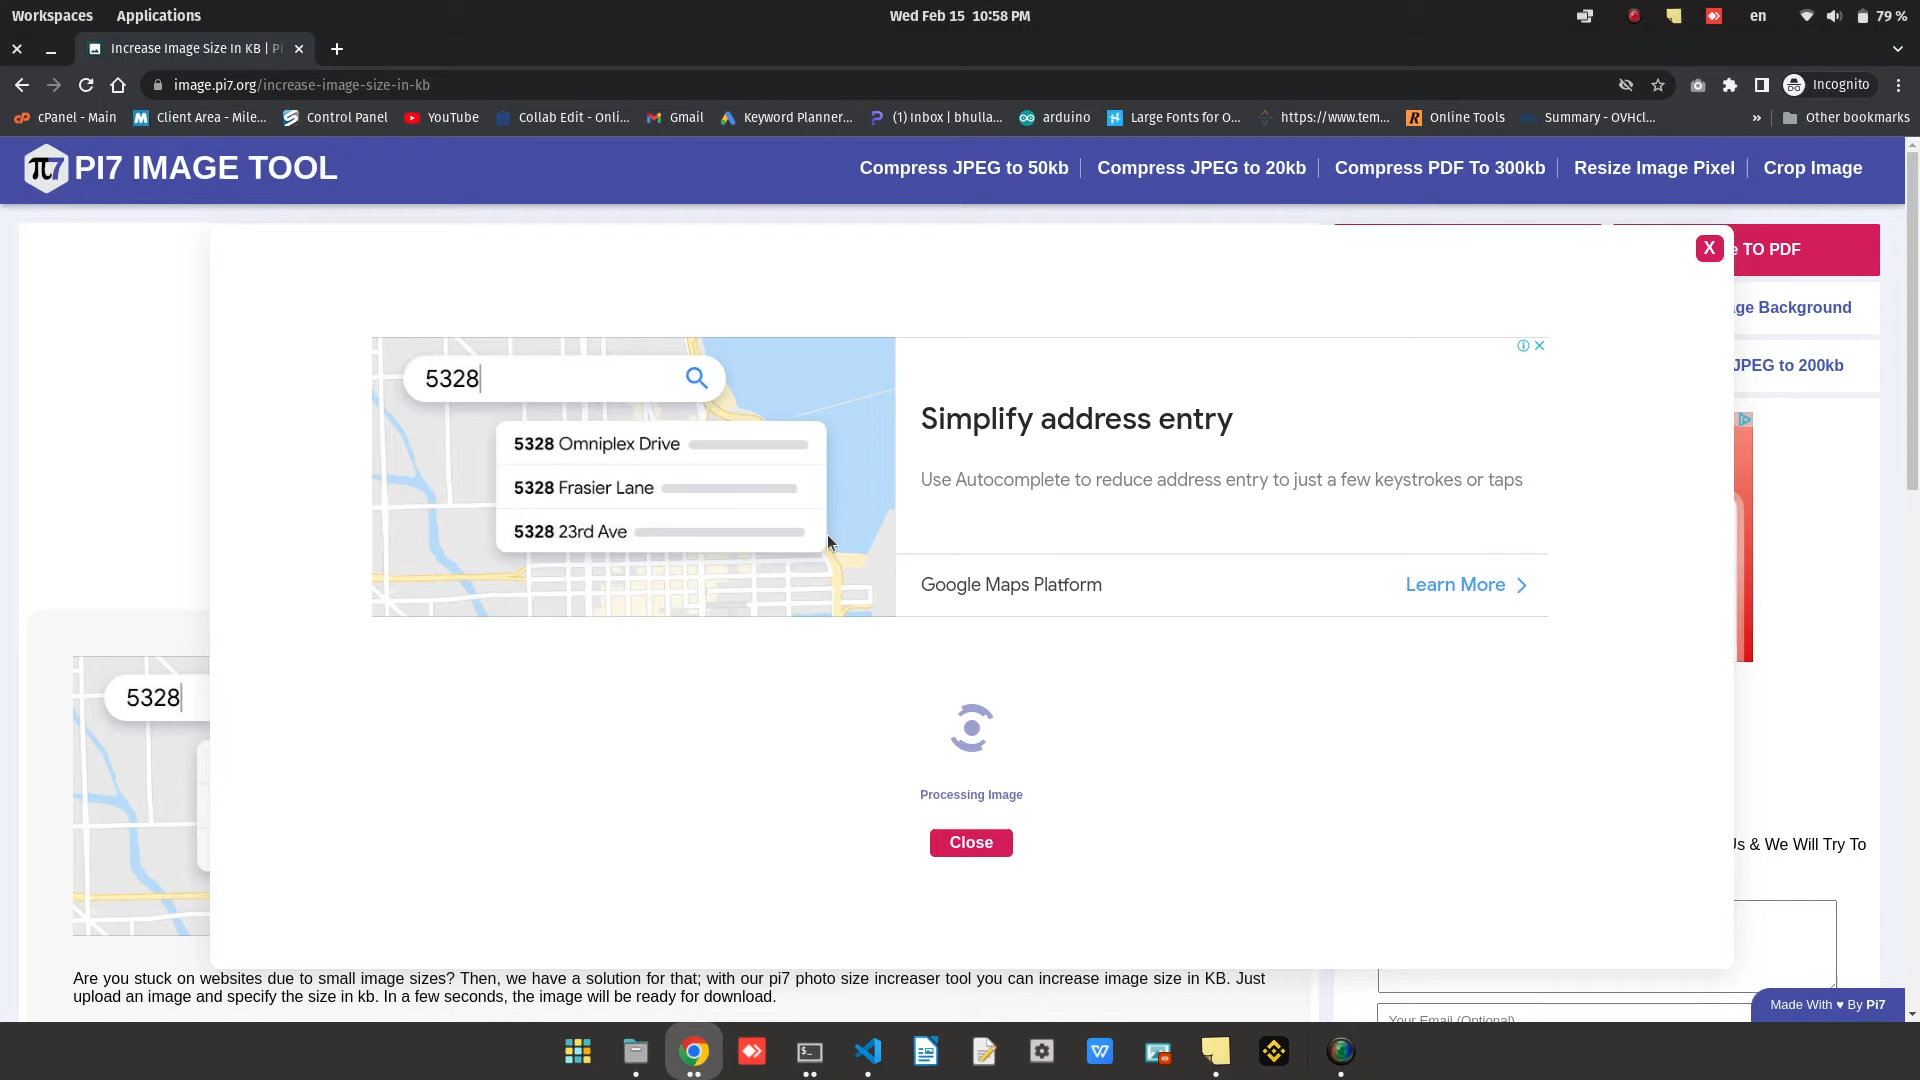 Workspaces Applications Wed Feb 15 10:58 PM en 79 %
Increase Image Size In KB | Pi
image.pi7.org/increase-image-size-in-kb Incognito
cPanel - Main Client Area - Mile... Control Panel YouTube Collab Edit - Onli... Gmail Keyword Planner... (1) Inbox | bhulla... arduino Large Fonts for O... https://www.tem... Online Tools Summary - OVHcl... » Other bookmarks
π7 PI7 IMAGE TOOL Compress JPEG to 50kb Compress JPEG to 20kb Compress PDF To 300kb Resize Image Pixel Crop Image
X
TO PDF
ge Background
JPEG to 200kb
5328
5328 Omniplex Drive
5328 Frasier Lane
5328 23rd Ave
Simplify address entry
Use Autocomplete to reduce address entry to just a few keystrokes or taps
Google Maps Platform Learn More
5328
Processing Image
Close
Us & We Will Try To
Are you stuck on websites due to small image sizes? Then, we have a solution for that; with our pi7 photo size increaser tool you can increase image size in KB. Just
upload an image and specify the size in kb. In a few seconds, the image will be ready for download.
Your Email (Optional)
Made With ♥ By Pi7